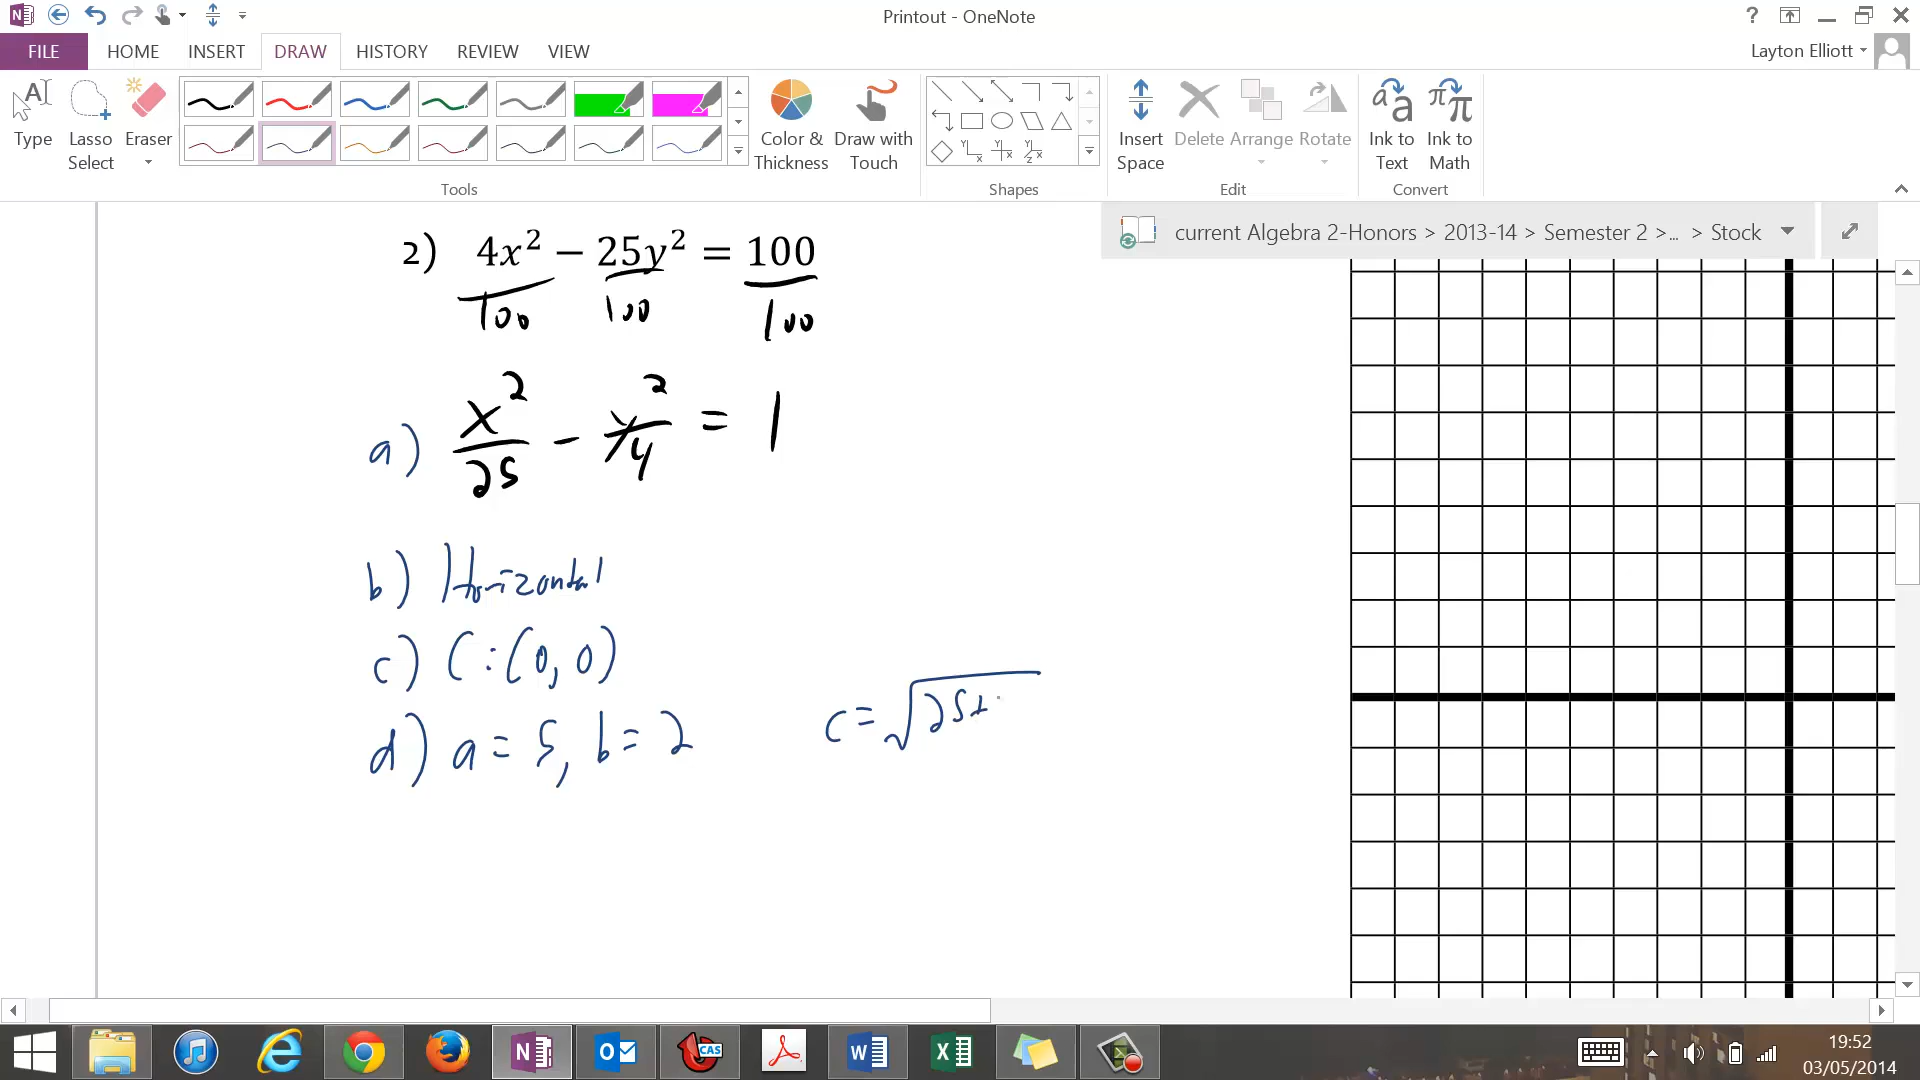 Printout - OneNote
?
FILE HOME INSERT DRAW HISTORY REVIEW VIEW
Layton Elliott
Type
Lasso Select
Eraser
Color & Thickness
Draw with Touch
Insert Space
Delete
Arrange
Rotate
Ink to Text
Ink to Math
Tools
Shapes
Edit
Convert
current Algebra 2-Honors > 2013-14 > Semester 2 >... > Stock
2) 4x² − 25y² = 100
100 100 100
a) x²/25 − y²/4 = 1
b) Horizontal
c) C:(0,0)
d) a = 5, b = 2
c = √25+
CAS
19:52
03/05/2014